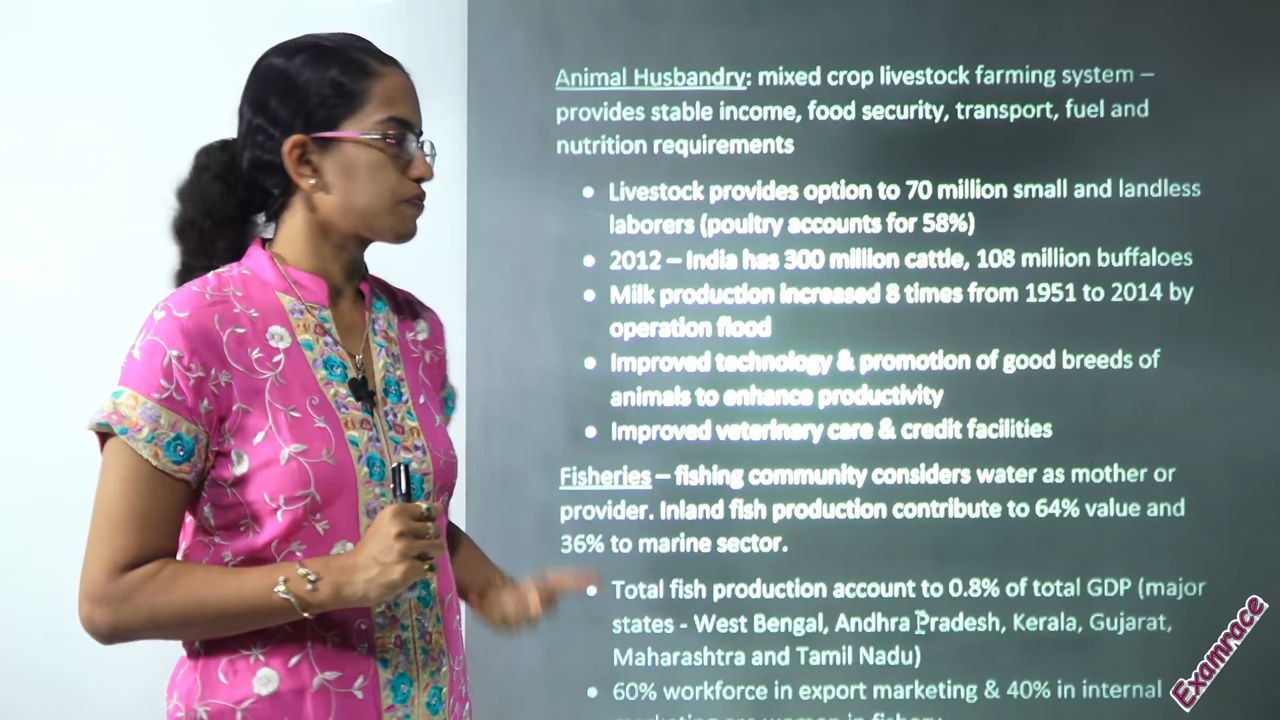 Animal Husbandry: mixed crop livestock farming system –
provides stable income, food security, transport, fuel and
nutrition requirements
• Livestock provides option to 70 million small and landless
laborers (poultry accounts for 58%)
• 2012 – India has 300 million cattle, 108 million buffaloes
• Milk production increased 8 times from 1951 to 2014 by
operation flood
• Improved technology & promotion of good breeds of
animals to enhance productivity
• Improved veterinary care & credit facilities
Fisheries – fishing community considers water as mother or
provider. Inland fish production contribute to 64% value and
36% to marine sector.
• Total fish production account to 0.8% of total GDP (major
states - West Bengal, Andhra Pradesh, Kerala, Gujarat,
Maharashtra and Tamil Nadu)
• 60% workforce in export marketing & 40% in internal
marketing are women in fishery
Examrace